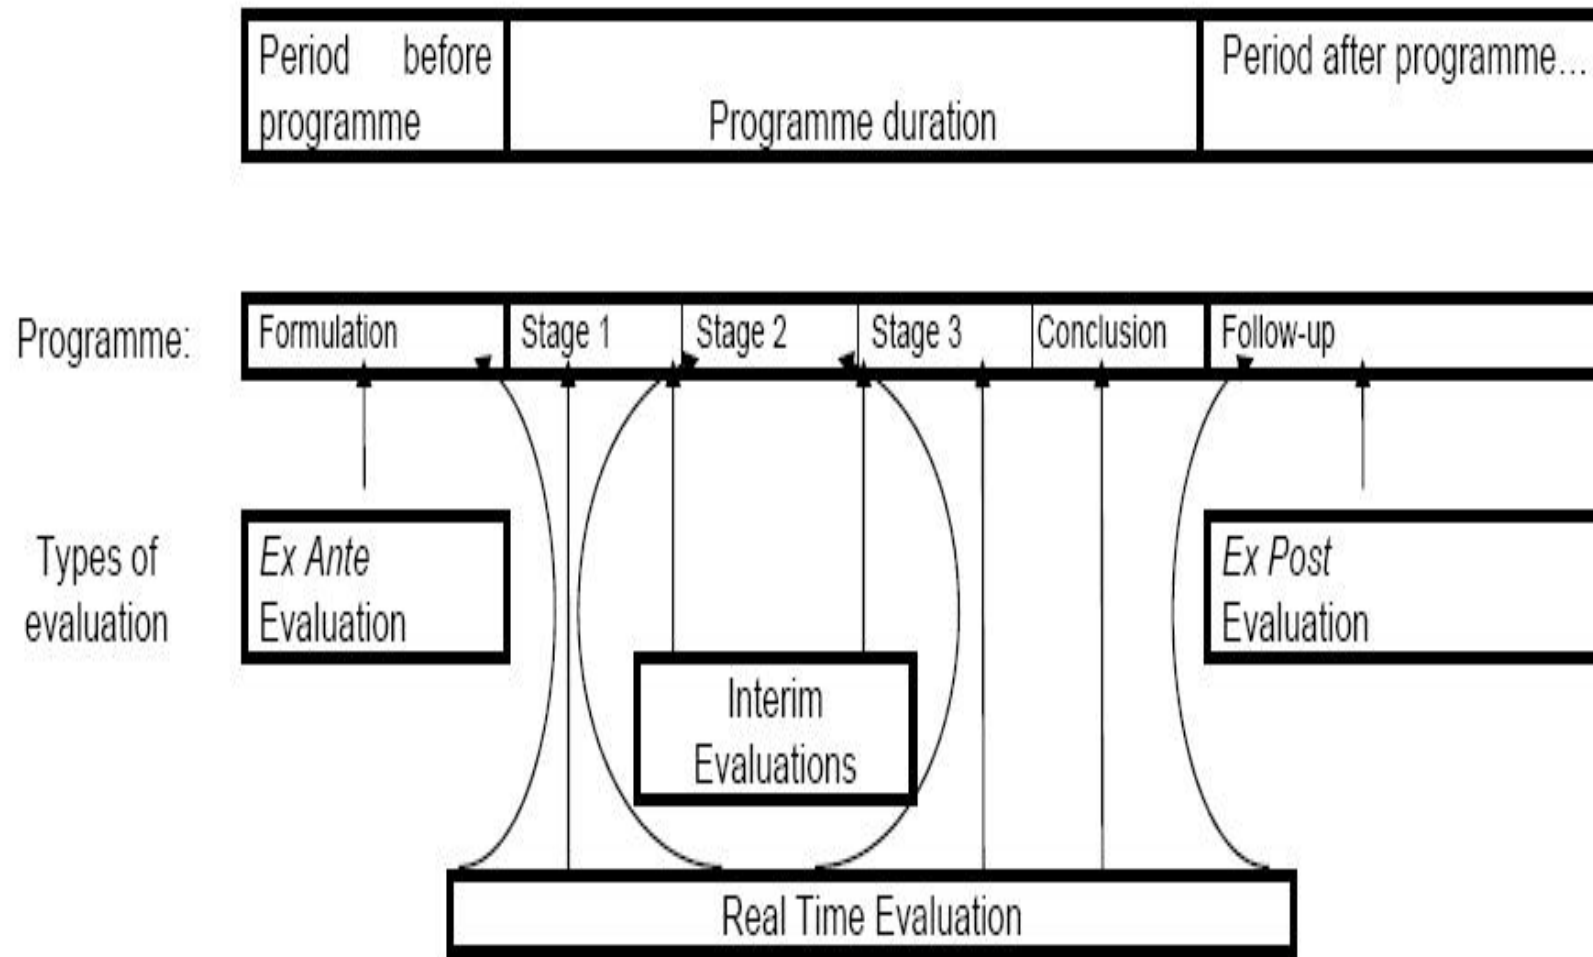 Period before
programme
Programme duration
Period after programme...
Programme:
Formulation
Stage 1
Stage 2
Stage 3
Conclusion
Follow-up
Types of
evaluation
Ex Ante
Evaluation
Interim
Evaluations
Ex Post
Evaluation
Real Time Evaluation